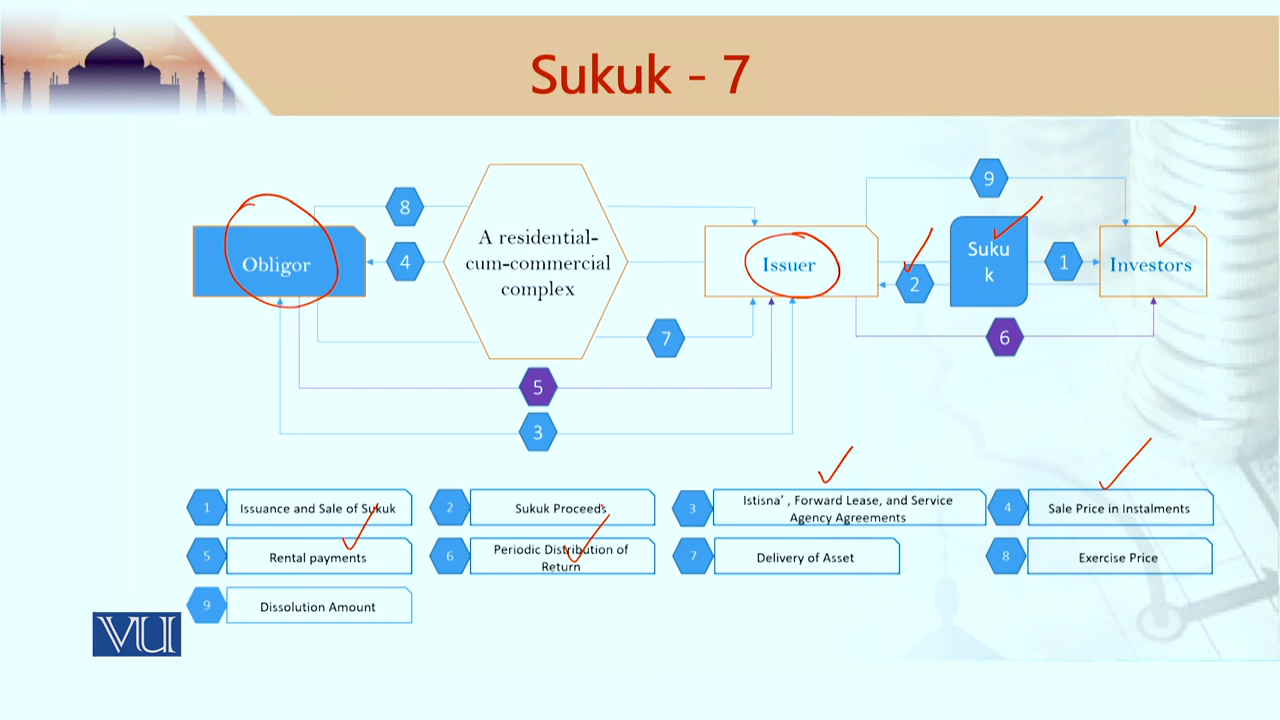 Sukuk - 7
9
8
A residential-
cum-commercial
complex
Obligor
4
Issuer
2
Suku
k
1
Investors
7
6
5
3
1
Issuance and Sale of Sukuk
2
Sukuk Proceeds
3
Istisna’ , Forward Lease, and Service
Agency Agreements
4
Sale Price in Instalments
5
Rental payments
6
Periodic Distribution of
Return
7
Delivery of Asset
8
Exercise Price
9
Dissolution Amount
VU